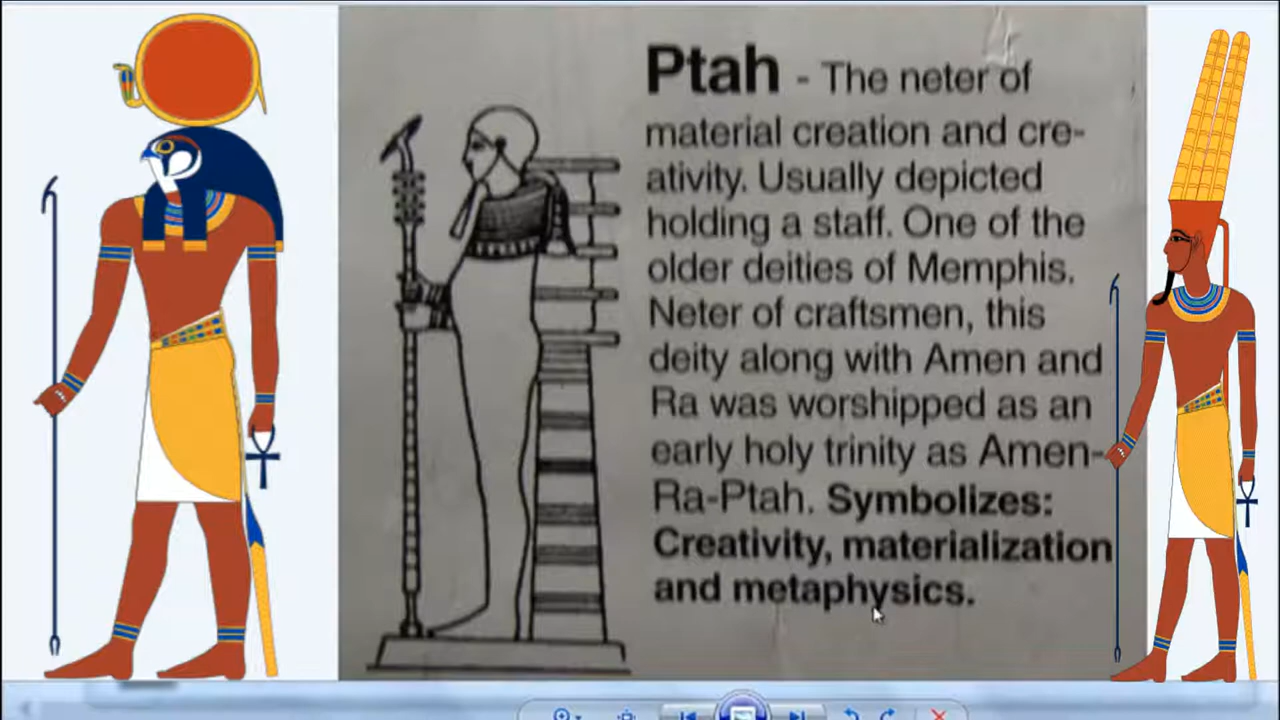 Ptah - The neter of
material creation and cre-
ativity. Usually depicted
holding a staff. One of the
older deities of Memphis.
Neter of craftsmen, this
deity along with Amen and
Ra was worshipped as an
early holy trinity as Amen-
Ra-Ptah. Symbolizes:
Creativity, materialization
and metaphysics.